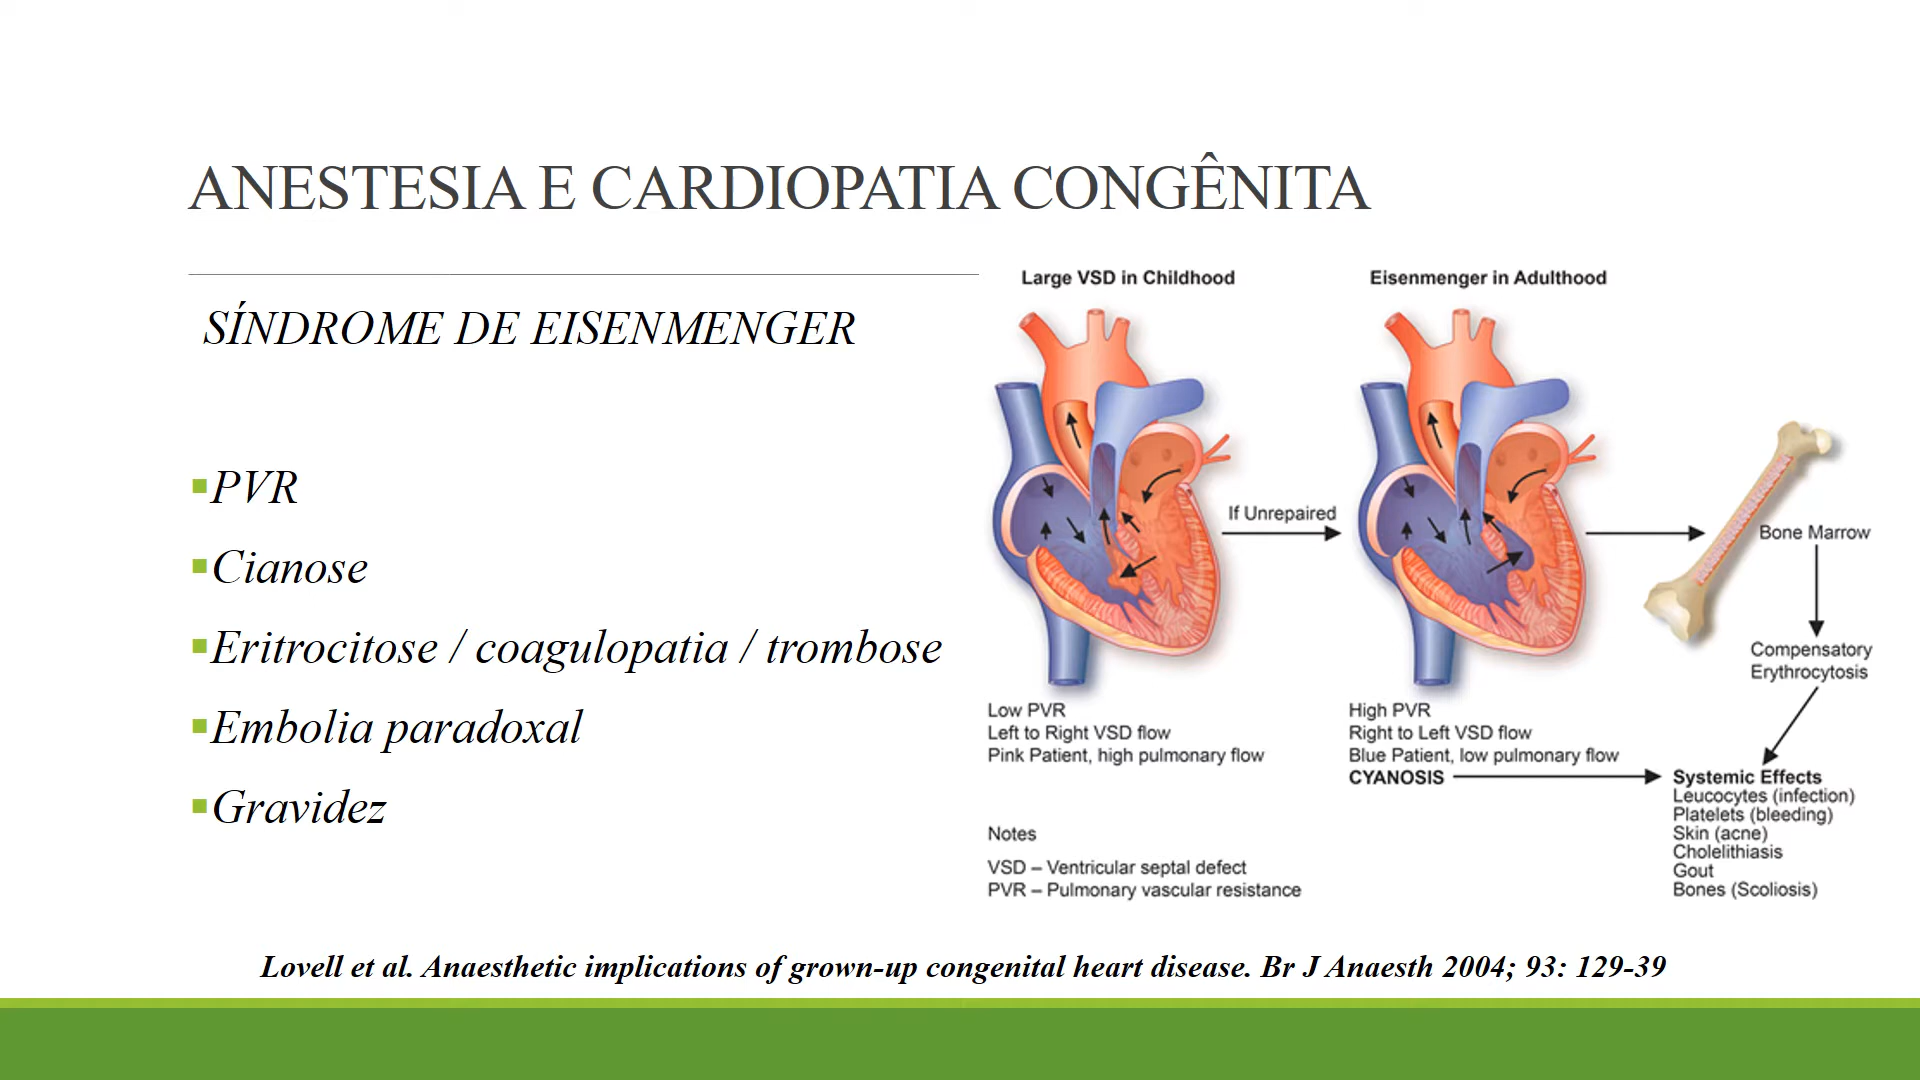 ANESTESIA E CARDIOPATIA CONGÊNITA
SÍNDROME DE EISENMENGER
PVR
Cianose
Eritrocitose / coagulopatia / trombose
Embolia paradoxal
Gravidez
Large VSD in Childhood
Eisenmenger in Adulthood
If Unrepaired
Bone Marrow
Compensatory
Erythrocytosis
Low PVR
Left to Right VSD flow
Pink Patient, high pulmonary flow
High PVR
Right to Left VSD flow
Blue Patient, low pulmonary flow
CYANOSIS
Systemic Effects
Leucocytes (infection)
Platelets (bleeding)
Skin (acne)
Cholelithiasis
Gout
Bones (Scoliosis)
Notes
VSD – Ventricular septal defect
PVR – Pulmonary vascular resistance
Lovell et al. Anaesthetic implications of grown-up congenital heart disease. Br J Anaesth 2004; 93: 129-39